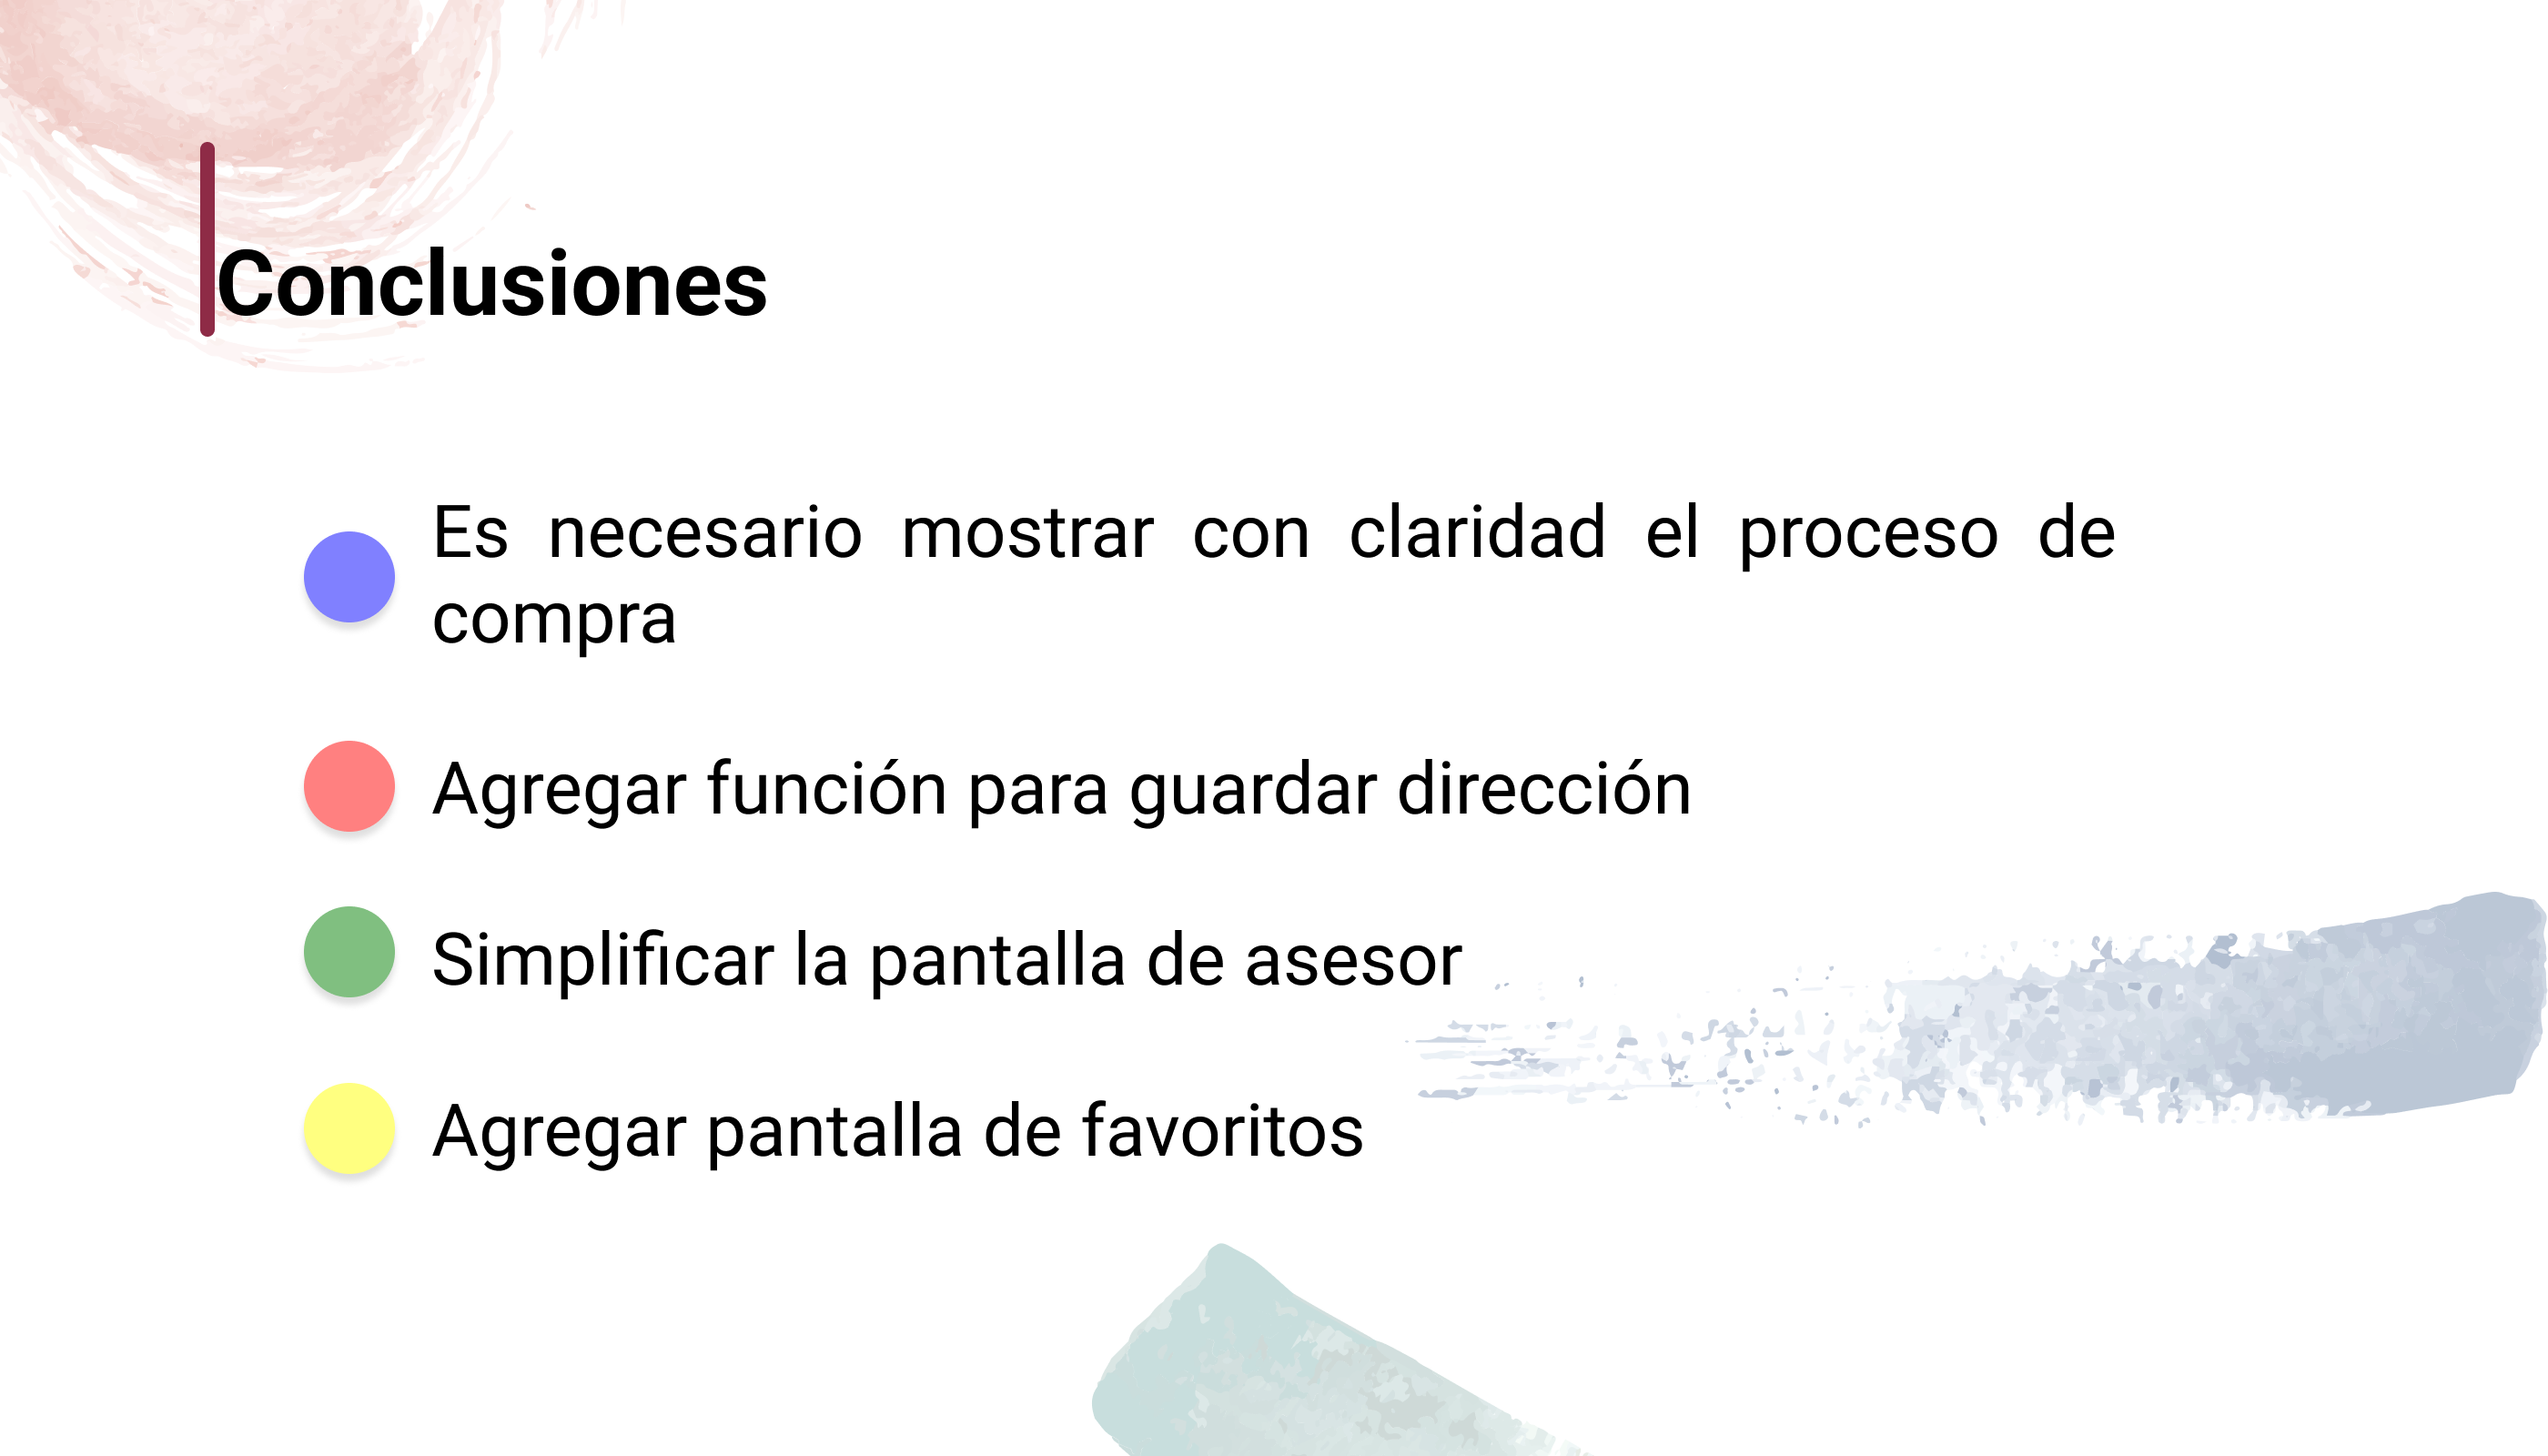 Conclusiones
Es necesario mostrar con claridad el proceso de
compra
Agregar función para guardar dirección
Simplificar la pantalla de asesor
Agregar pantalla de favoritos